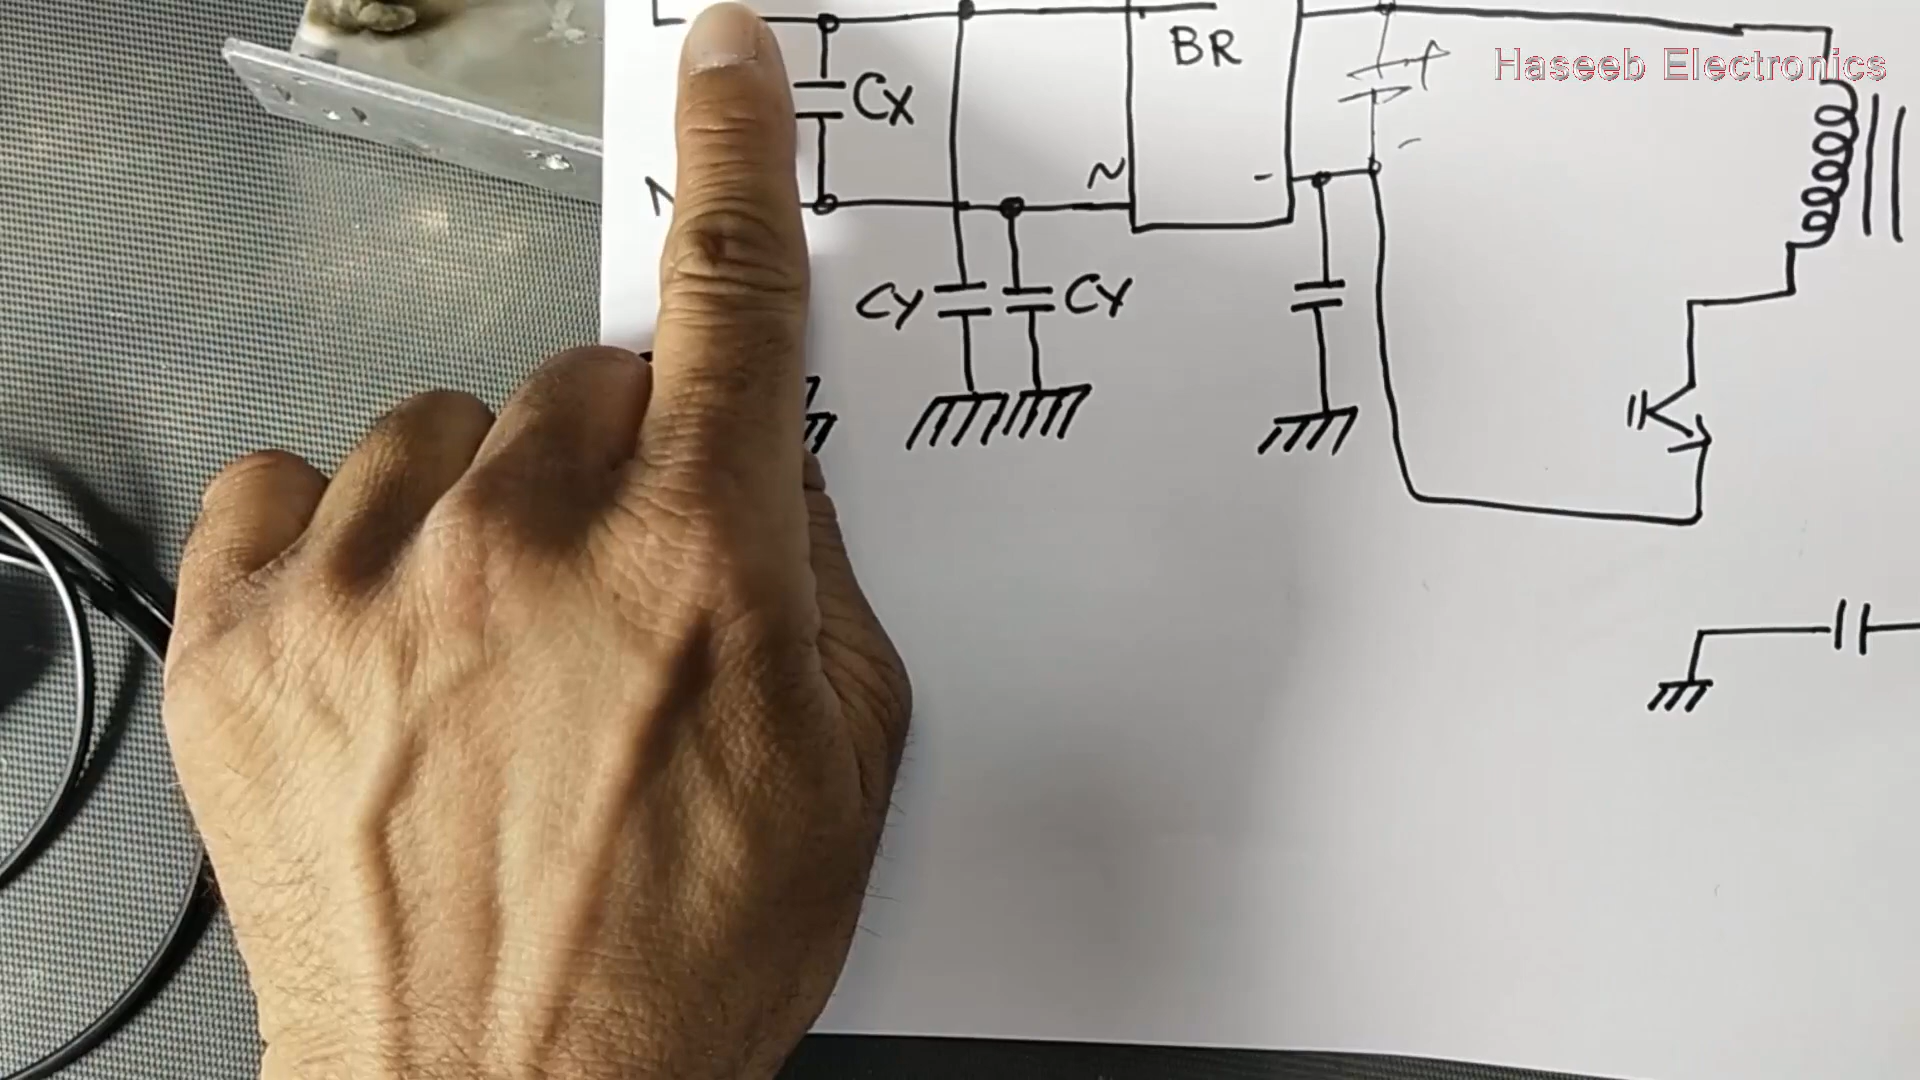 L
BR
Haseeb Electronics
+
Cx
-
N
~
-
Cy
Cy